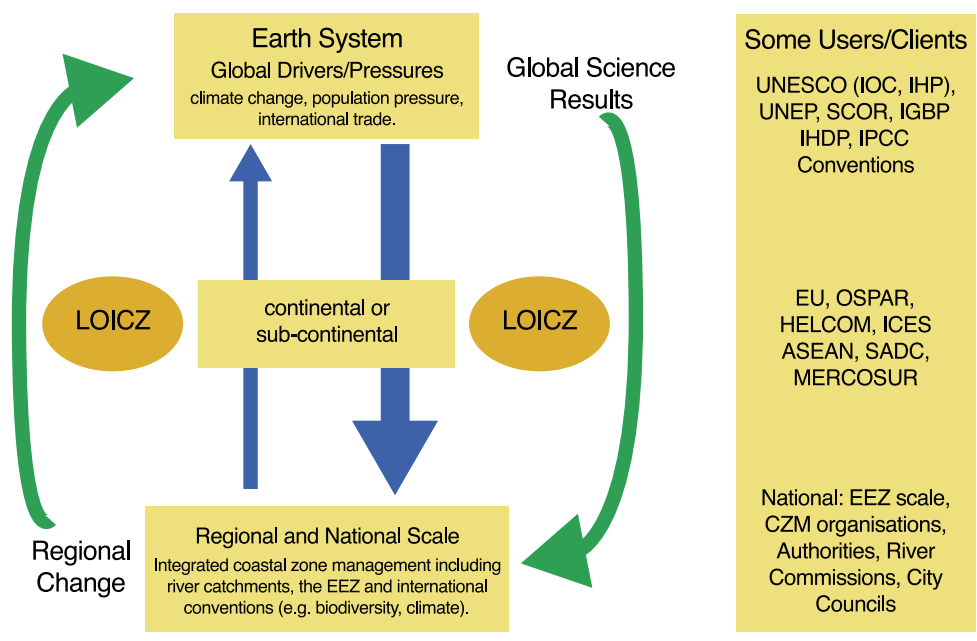 Earth System
Global Drivers/Pressures
climate change, population pressure,
international trade.
Global Science
Results
LOICZ
continental or
sub-continental
LOICZ
Regional
Change
Regional and National Scale
Integrated coastal zone management including
river catchments, the EEZ and international
conventions (e.g. biodiversity, climate).
Some Users/Clients
UNESCO (IOC, IHP),
UNEP, SCOR, IGBP
IHDP, IPCC
Conventions
EU, OSPAR,
HELCOM, ICES
ASEAN, SADC,
MERCOSUR
National: EEZ scale,
CZM organisations,
Authorities, River
Commissions, City
Councils